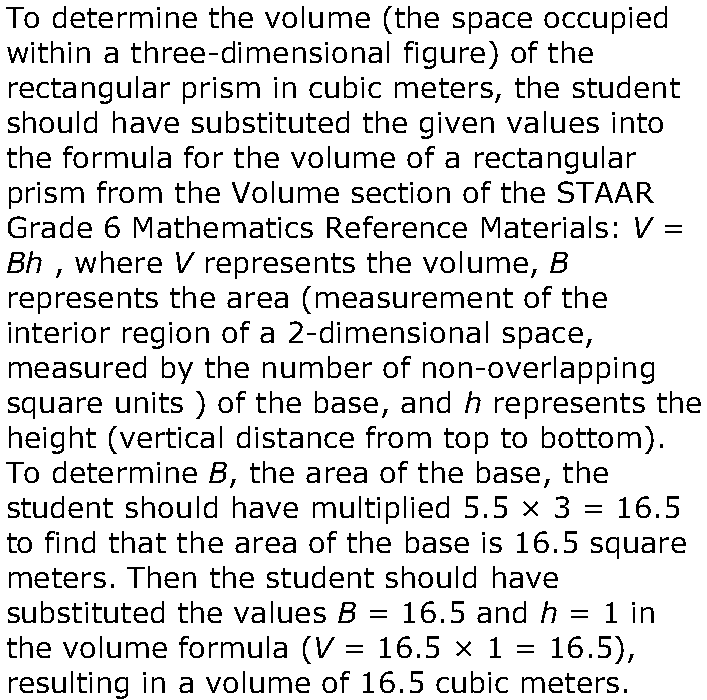 To determine the volume (the space occupied
within a three-dimensional figure) of the
rectangular prism in cubic meters, the student
should have substituted the given values into
the formula for the volume of a rectangular
prism from the Volume section of the STAAR
Grade 6 Mathematics Reference Materials: V =
Bh , where V represents the volume, B
represents the area (measurement of the
interior region of a 2-dimensional space,
measured by the number of non-overlapping
square units ) of the base, and h represents the
height (vertical distance from top to bottom).
To determine B, the area of the base, the
student should have multiplied 5.5 × 3 = 16.5
to find that the area of the base is 16.5 square
meters. Then the student should have
substituted the values B = 16.5 and h = 1 in
the volume formula (V = 16.5 × 1 = 16.5),
resulting in a volume of 16.5 cubic meters.